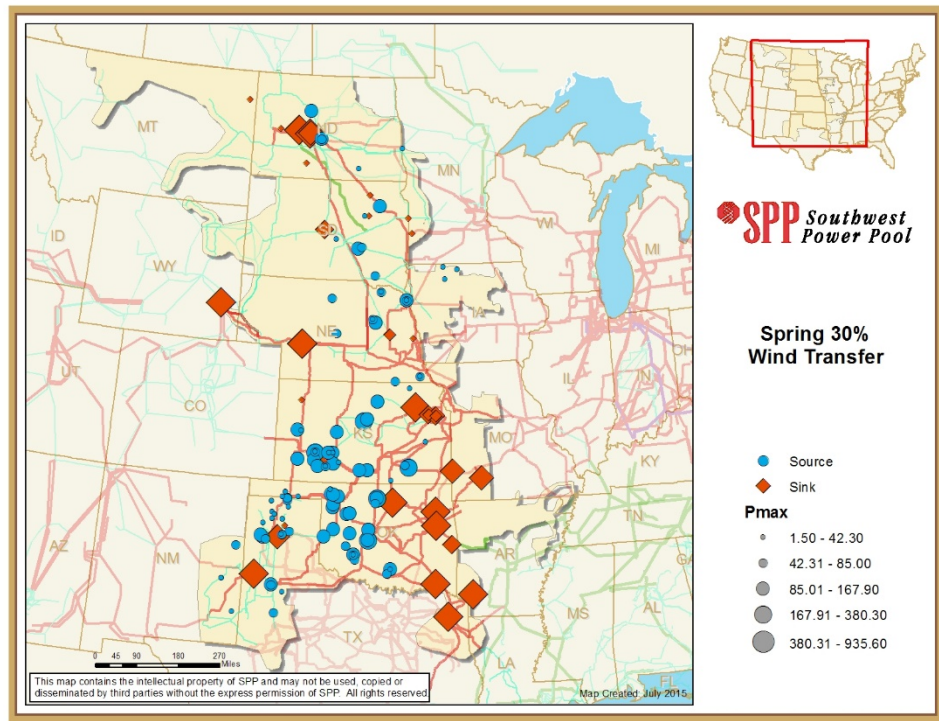 MT
ND
MN
ID
SD
WI
MI
WY
IA
NE
OH
UT
IL
IN
CO
KS
MO
KY
TN
AZ
NM
OK
AR
GA
MS
AL
TX
LA
FL
0 45 90 180 270
Miles
This map contains the intellectual property of SPP and may not be used, copied or
disseminated by third parties without the express permission of SPP. All rights reserved.
Map Created: July 2015
SPP Southwest
Power Pool
Spring 30%
Wind Transfer
Source
Sink
Pmax
1.50 - 42.30
42.31 - 85.00
85.01 - 167.90
167.91 - 380.30
380.31 - 935.60